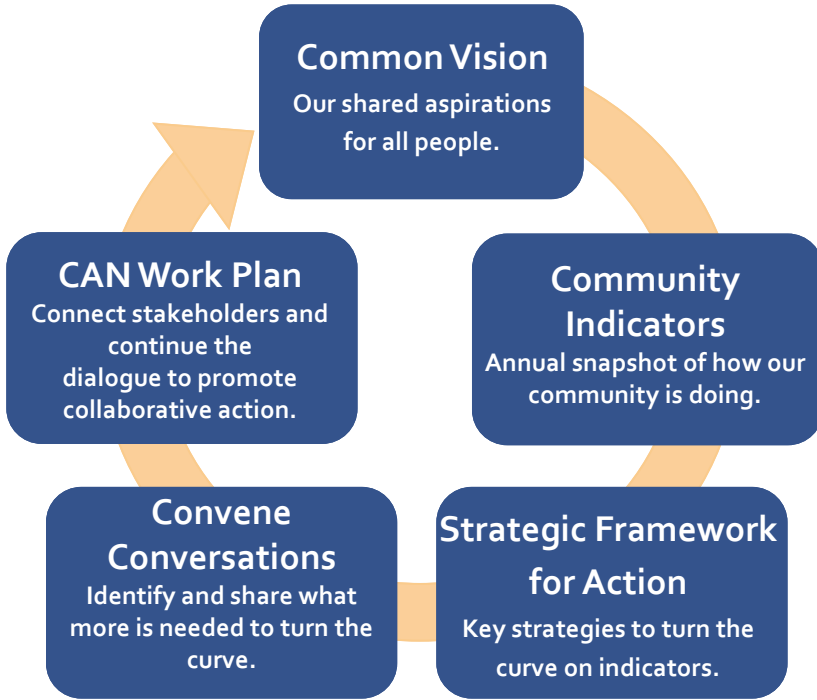 Common Vision
Our shared aspirations
for all people.
Community
Indicators
Annual snapshot of how our
community is doing.
Strategic Framework
for Action
Key strategies to turn the
curve on indicators.
Convene
Conversations
Identify and share what
more is needed to turn the
curve.
CAN Work Plan
Connect stakeholders and
continue the
dialogue to promote
collaborative action.